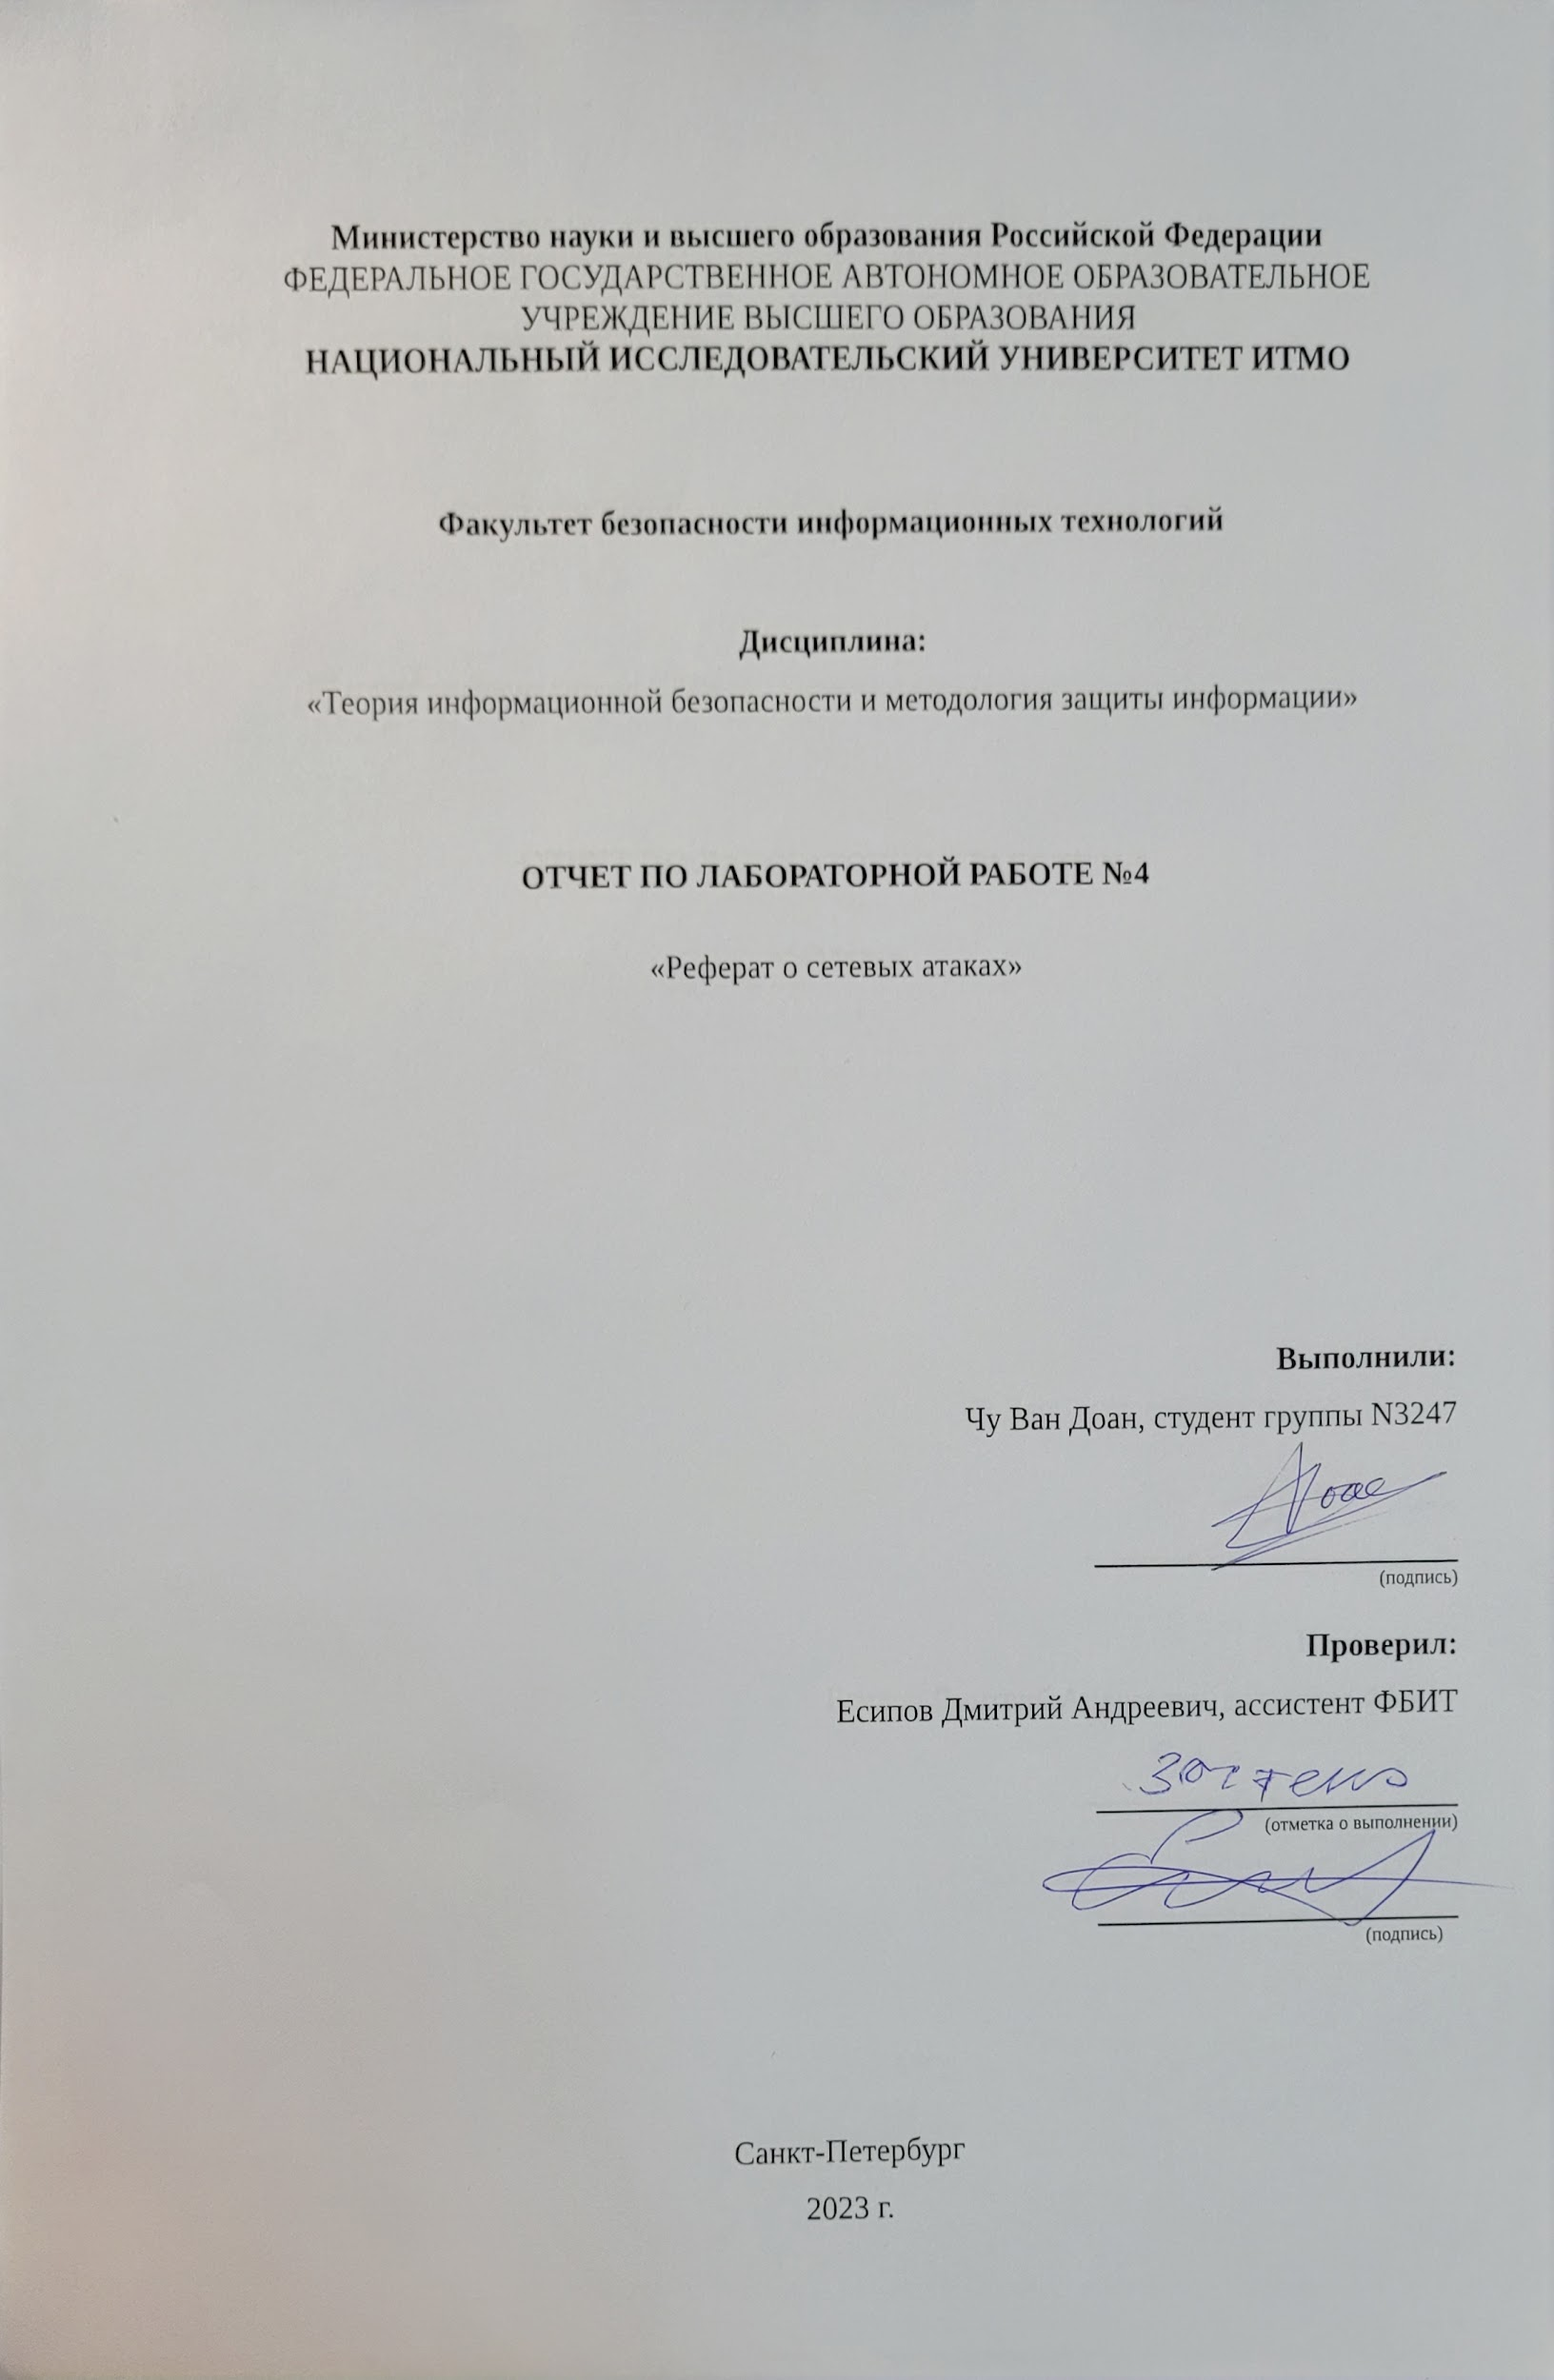 Министерство науки и высшего образования Российской Федерации
ФЕДЕРАЛЬНОЕ ГОСУДАРСТВЕННОЕ АВТОНОМНОЕ ОБРАЗОВАТЕЛЬНОЕ
УЧРЕЖДЕНИЕ ВЫСШЕГО ОБРАЗОВАНИЯ
НАЦИОНАЛЬНЫЙ ИССЛЕДОВАТЕЛЬСКИЙ УНИВЕРСИТЕТ ИТМО
Факультет безопасности информационных технологий
Дисциплина:
«Теория информационной безопасности и методология защиты информации»
ОТЧЕТ ПО ЛАБОРАТОРНОЙ РАБОТЕ №4
«Реферат о сетевых атаках»
Выполнили:
Чу Ван Доан, студент группы N3247
(подпись)
Проверил:
Есипов Дмитрий Андреевич, ассистент ФБИТ
зачтено
(отметка о выполнении)
(подпись)
Санкт-Петербург
2023 г.